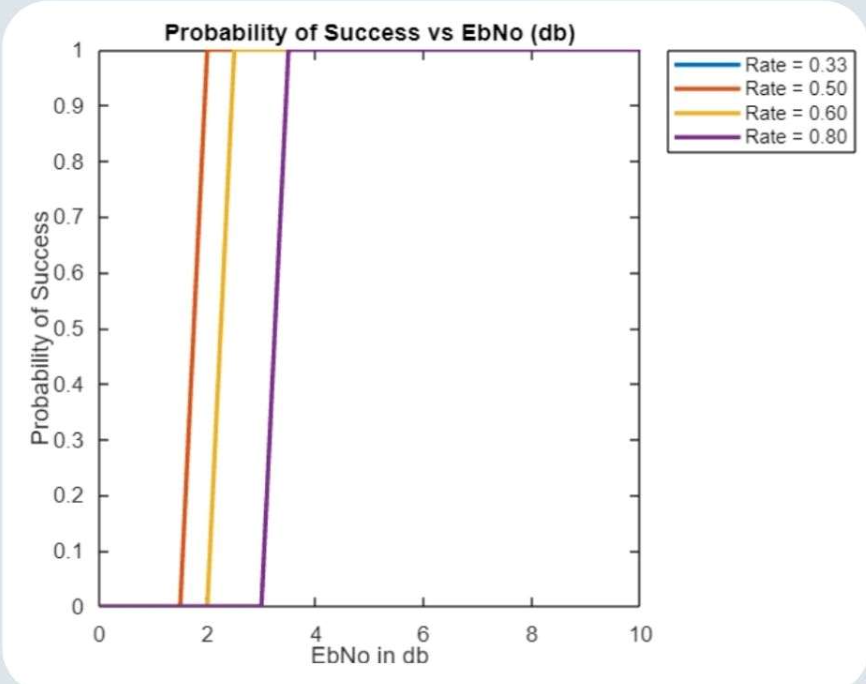 Probability of Success vs EbNo (db)
1
0.9
0.8
0.7
0.6
0.5
0.4
0.3
0.2
0.1
0
Probability of Success
0 2 4 6 8 10
EbNo in db
Rate = 0.33
Rate = 0.50
Rate = 0.60
Rate = 0.80